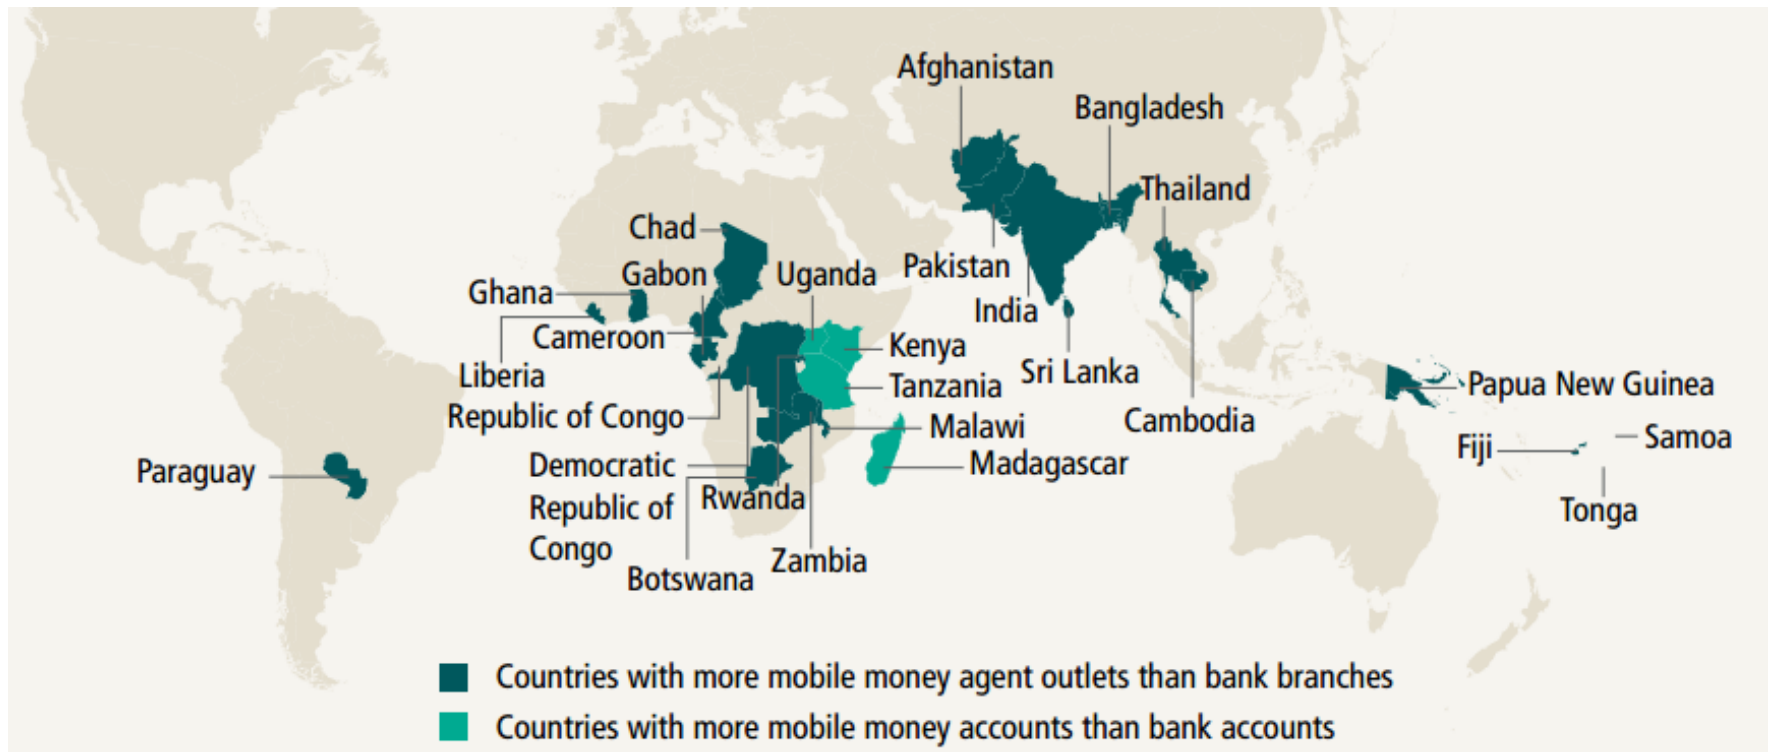 Afghanistan
Bangladesh
Thailand
Chad
Pakistan
Gabon
Uganda
Ghana
India
Cameroon
Kenya
Liberia
Sri Lanka
Tanzania
Papua New Guinea
Republic of Congo
Malawi
Cambodia
Samoa
Fiji
Paraguay
Democratic
Republic of
Congo
Madagascar
Rwanda
Tonga
Zambia
Botswana
Countries with more mobile money agent outlets than bank branches
Countries with more mobile money accounts than bank accounts